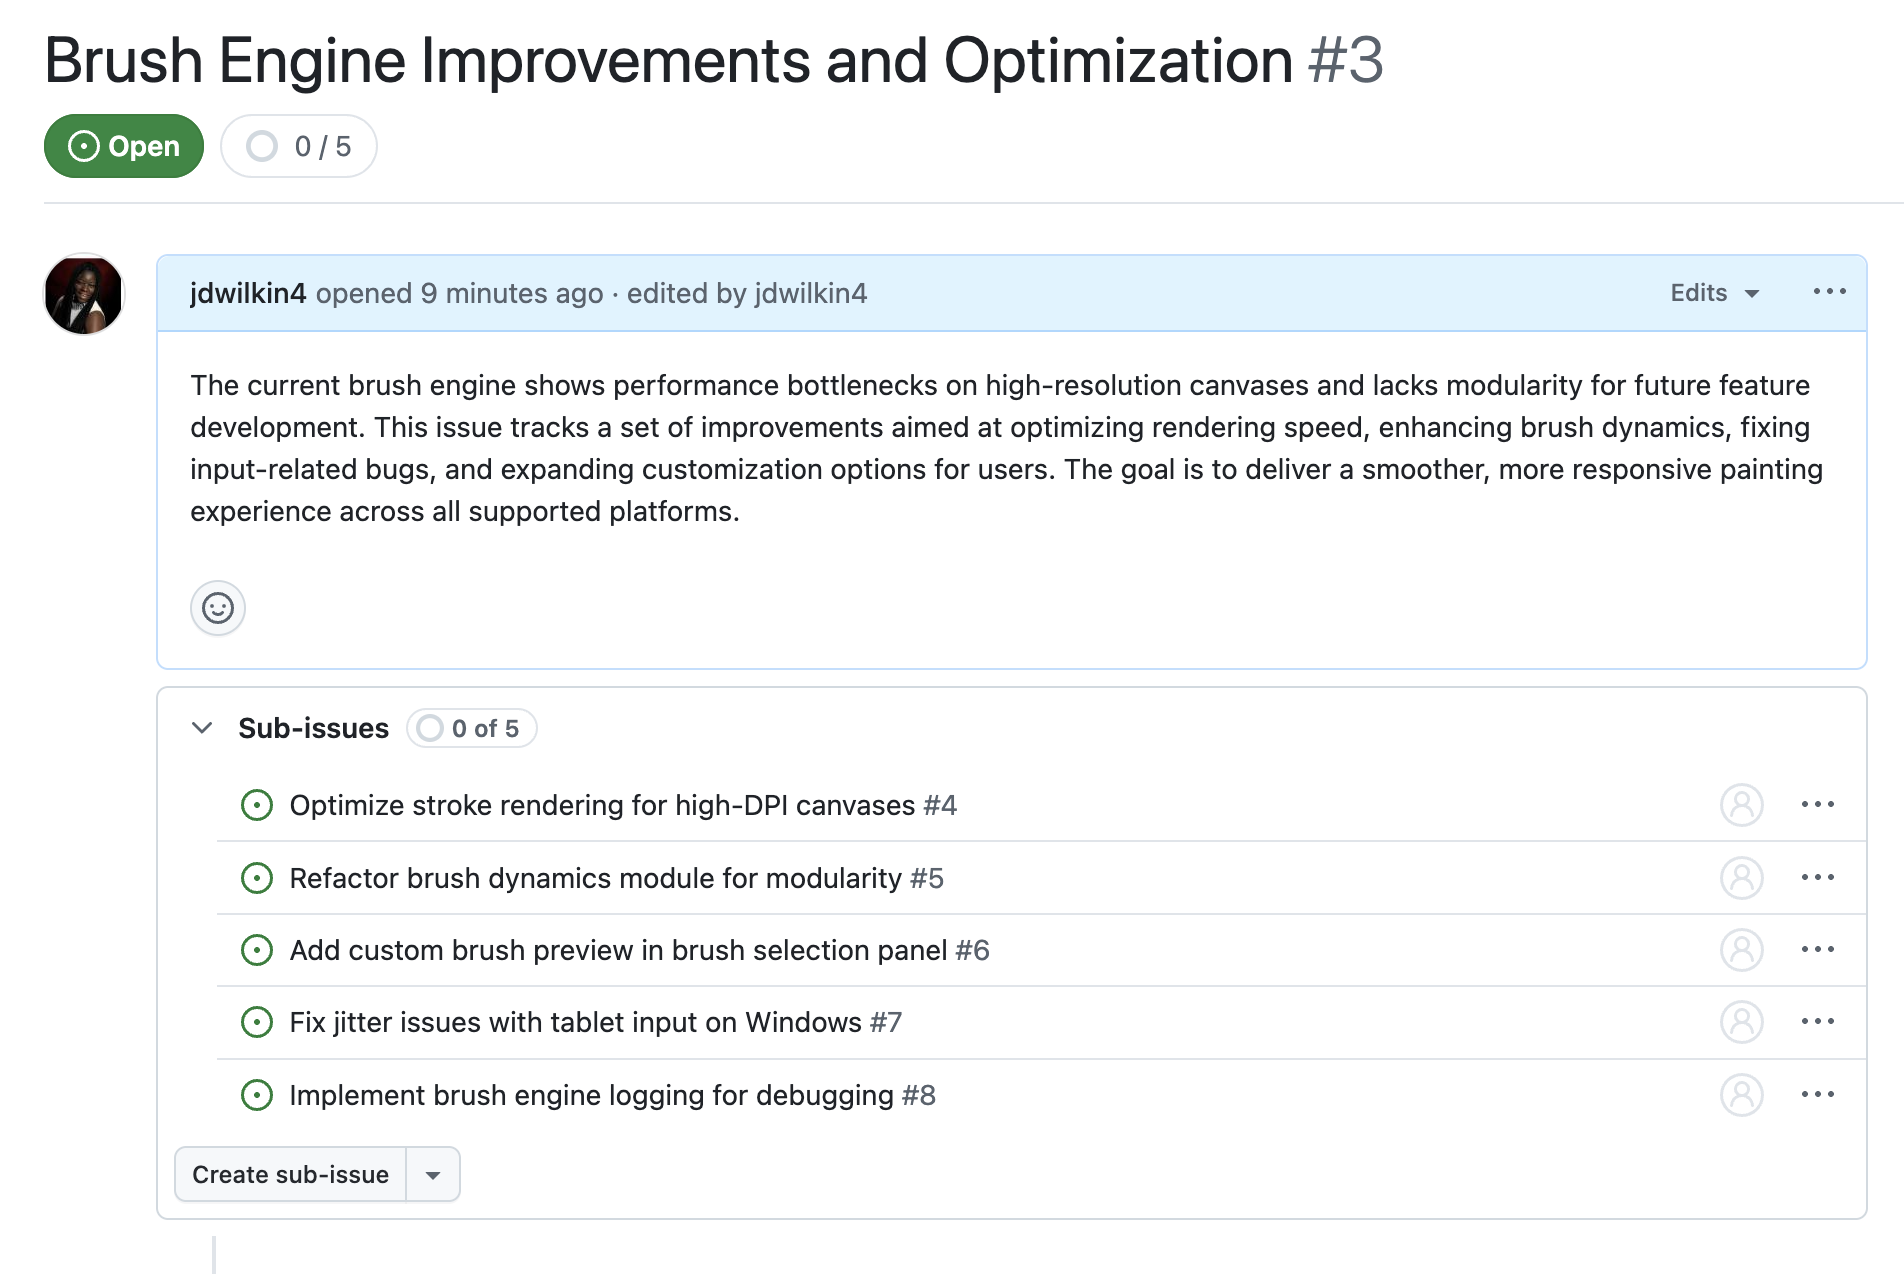 Brush Engine Improvements and Optimization #3
Open 0 / 5
jdwilkin4 opened 9 minutes ago · edited by jdwilkin4 Edits
The current brush engine shows performance bottlenecks on high-resolution canvases and lacks modularity for future feature
development. This issue tracks a set of improvements aimed at optimizing rendering speed, enhancing brush dynamics, fixing
input-related bugs, and expanding customization options for users. The goal is to deliver a smoother, more responsive painting
experience across all supported platforms.
Sub-issues 0 of 5
Optimize stroke rendering for high-DPI canvases #4
Refactor brush dynamics module for modularity #5
Add custom brush preview in brush selection panel #6
Fix jitter issues with tablet input on Windows #7
Implement brush engine logging for debugging #8
Create sub-issue